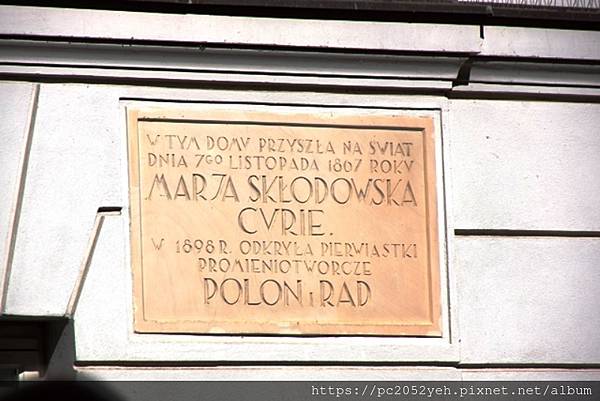 W TYM DOMV PRZYSZŁA NA ŚWIAT
DNIA 7GO LISTOPADA 1867 ROKV
MARJA SKŁODOWSKA
CVRIE.
W 1898 R. ODKRYŁA PIERWIASTKI
PROMIENIOTWORCZE
POLON i RAD
https://pc2052yeh.pixnet.net/album